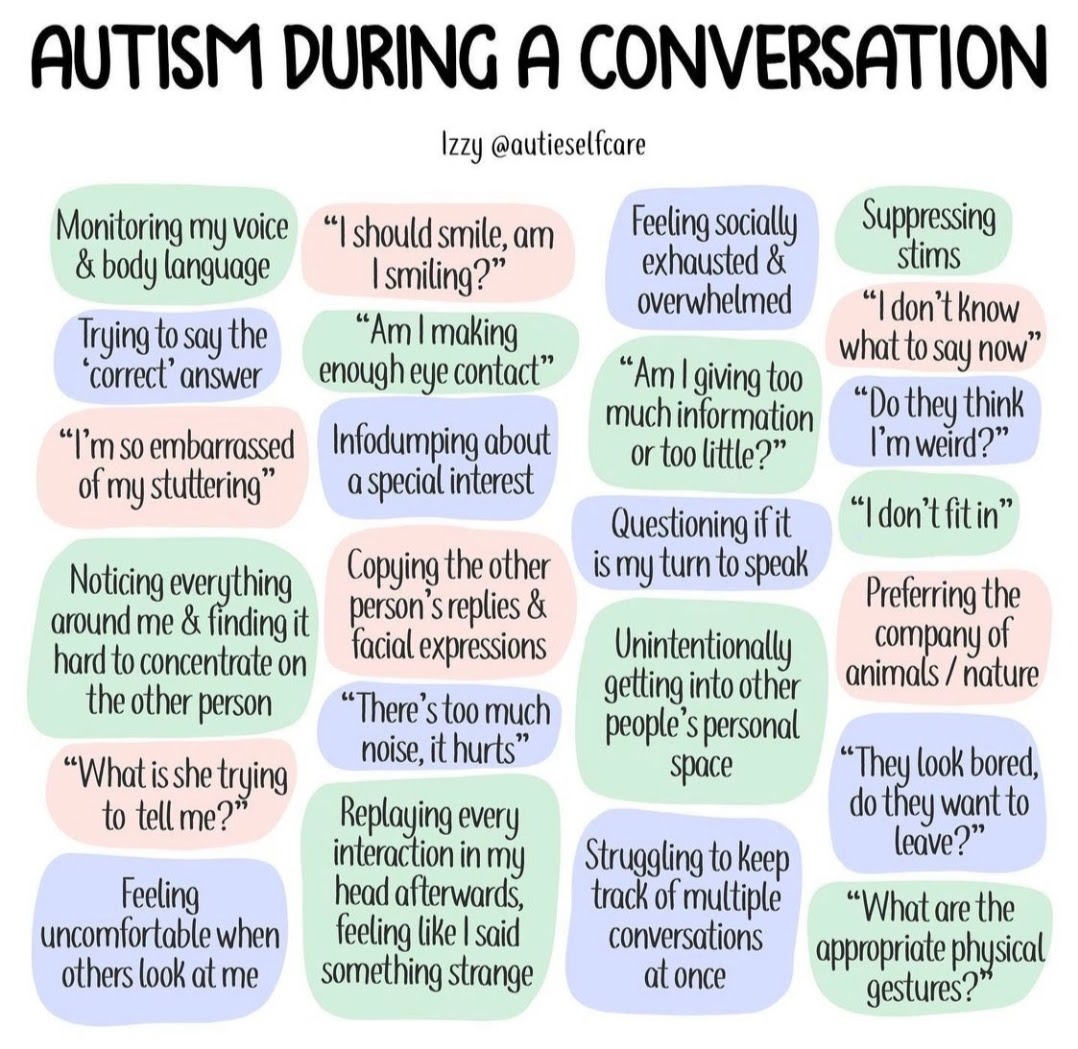 AUTISM DURING A CONVERSATION
Izzy @autieselfcare
Monitoring my voice
& body language
Trying to say the
‘correct’ answer
“I’m so embarrassed
of my stuttering”
Noticing everything
around me & finding it
hard to concentrate on
the other person
“What is she trying
to tell me?”
Feeling
uncomfortable when
others look at me
“I should smile, am
I smiling?”
“Am I making
enough eye contact”
Infodumping about
a special interest
Copying the other
person’s replies &
facial expressions
“There’s too much
noise, it hurts”
Replaying every
interaction in my
head afterwards,
feeling like I said
something strange
Feeling socially
exhausted &
overwhelmed
“Am I giving too
much information
or too little?”
Questioning if it
is my turn to speak
Unintentionally
getting into other
people’s personal
space
Struggling to keep
track of multiple
conversations
at once
Suppressing
stims
“I don’t know
what to say now”
“Do they think
I’m weird?”
“I don’t fit in”
Preferring the
company of
animals / nature
“They look bored,
do they want to
leave?”
“What are the
appropriate physical
gestures?”